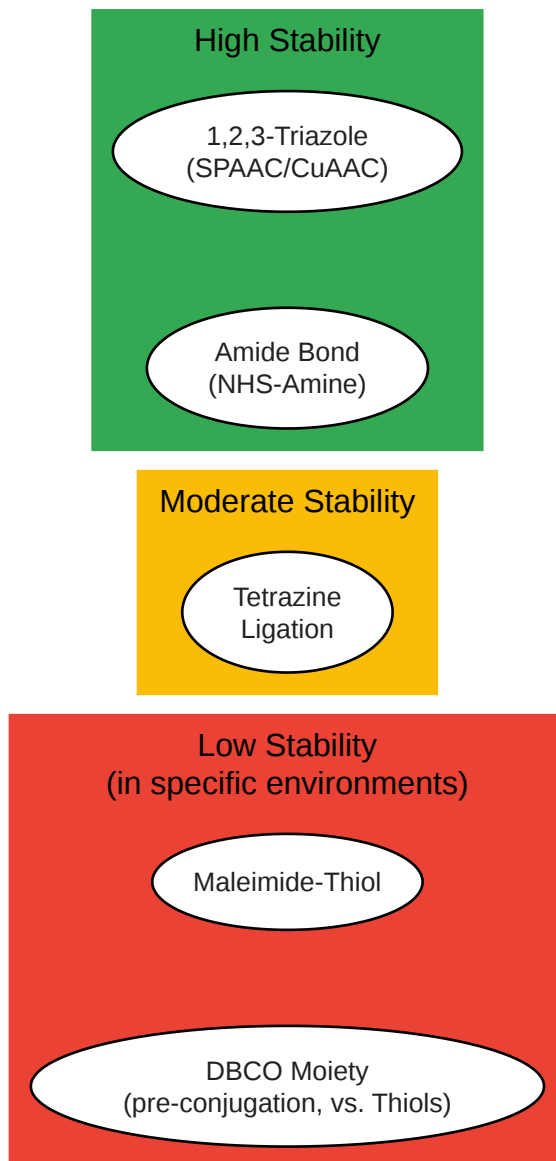 High Stability
1,2,3-Triazole
(SPAAC/CuAAC)
Amide Bond
(NHS-Amine)
Moderate Stability
Tetrazine
Ligation
Low Stability
(in specific environments)
Maleimide-Thiol
DBCO Moiety
(pre-conjugation, vs. Thiols)